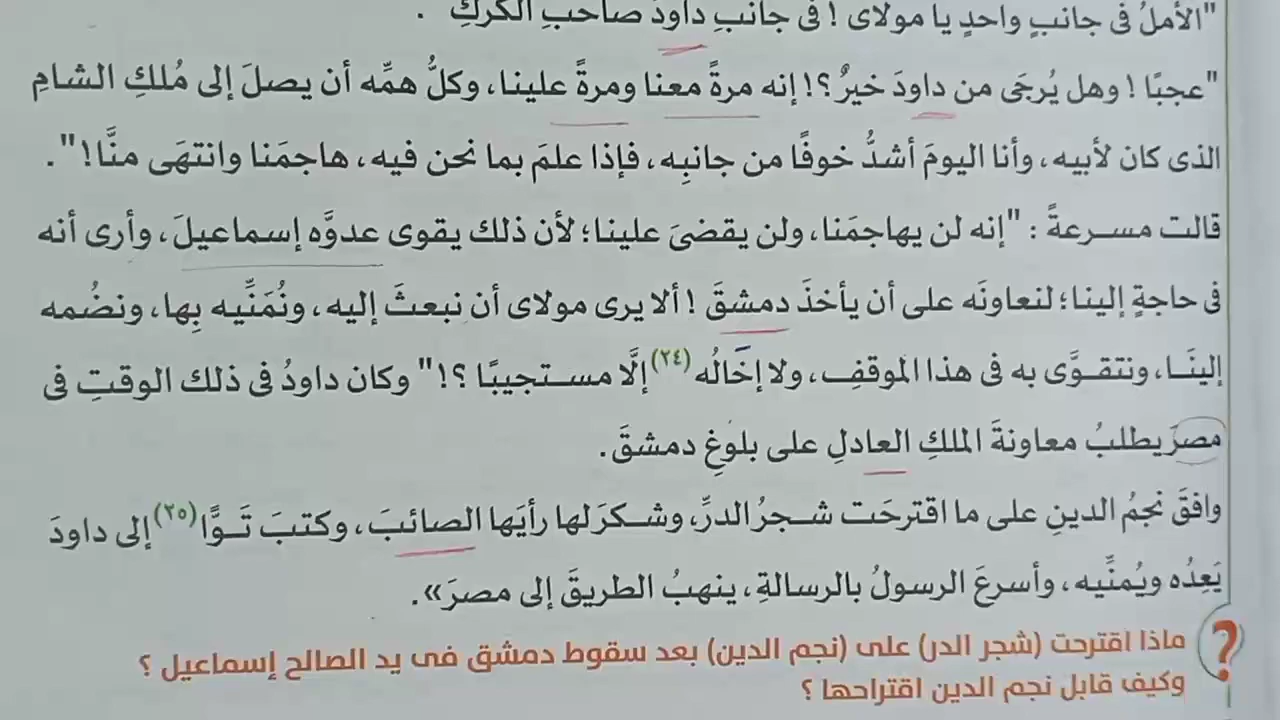 "الأملُ فى جانبٍ واحدٍ يا مولاى! فى جانبِ داودَ صاحبِ الكركِ".
"عجبًا! وهل يُرجَى من داودَ خيرٌ؟! إنه مرةً معنا ومرةً علينا، وكلُّ همِّه أن يصلَ إلى مُلكِ الشامِ
الذى كان لأبيه، وأنا اليومَ أشدُّ خوفًا من جانبِه، فإذا علمَ بما نحن فيه، هاجمَنا وانتهَى منَّا!".
قالت مسرعةً: "إنه لن يهاجمَنا، ولن يقضىَ علينا؛ لأن ذلك يقوى عدوَّه إسماعيلَ، وأرى أنه
فى حاجةٍ إلينا؛ لنعاونَه على أن يأخذَ دمشقَ! ألا يرى مولاى أن نبعثَ إليه، ونُمَنِّيه بِها، ونضُمه
إلينَا، ونتقوَّى به فى هذا الموقفِ، ولا إخَالُه (٢٤) إلَّا مستجيبًا؟!" وكان داودُ فى ذلك الوقتِ فى
مصرَ يطلبُ معاونةَ الملكِ العادلِ على بلوغِ دمشقَ.
وافقَ نجمُ الدينِ على ما اقترحَت شجرُ الدرِّ، وشكرَ لها رأيَها الصائبَ، وكتبَ تَوًّا (٢٥) إلى داودَ
يَعِدُه ويُمنِّيه، وأسرعَ الرسولُ بالرسالةِ، ينهبُ الطريقَ إلى مصرَ».
ماذا اقترحت (شجر الدر) على (نجم الدين) بعد سقوط دمشق فى يد الصالح إسماعيل؟
وكيف قابل نجم الدين اقتراحها؟